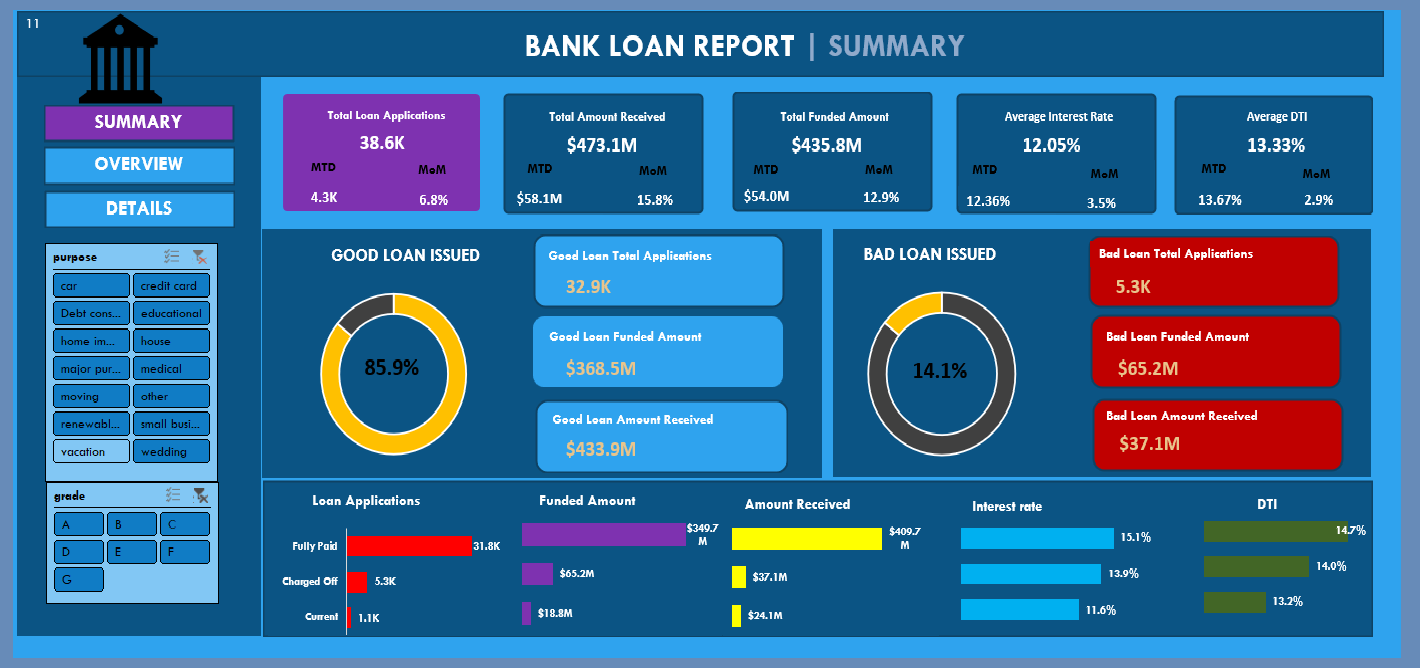 11
BANK LOAN REPORT | SUMMARY
SUMMARY
OVERVIEW
DETAILS
purpose
car
credit card
Debt cons...
educational
home im...
house
major pur...
medical
moving
other
renewabl...
small busi...
vacation
wedding
grade
A
B
C
D
E
F
G
Total Loan Applications
38.6K
MTD
MoM
4.3K
6.8%
Total Amount Received
$473.1M
MTD
MoM
$58.1M
15.8%
Total Funded Amount
$435.8M
MTD
MoM
$54.0M
12.9%
Average Interest Rate
12.05%
MTD
MoM
12.36%
3.5%
Average DTI
13.33%
MTD
MoM
13.67%
2.9%
GOOD LOAN ISSUED
85.9%
Good Loan Total Applications
32.9K
Good Loan Funded Amount
$368.5M
Good Loan Amount Received
$433.9M
BAD LOAN ISSUED
14.1%
Bad Loan Total Applications
5.3K
Bad Loan Funded Amount
$65.2M
Bad Loan Amount Received
$37.1M
Loan Applications
Fully Paid
31.8K
Charged Off
5.3K
Current
1.1K
Funded Amount
$349.7
M
$65.2M
$18.8M
Amount Received
$409.7
M
$37.1M
$24.1M
Interest rate
15.1%
13.9%
11.6%
DTI
14.7%
14.0%
13.2%